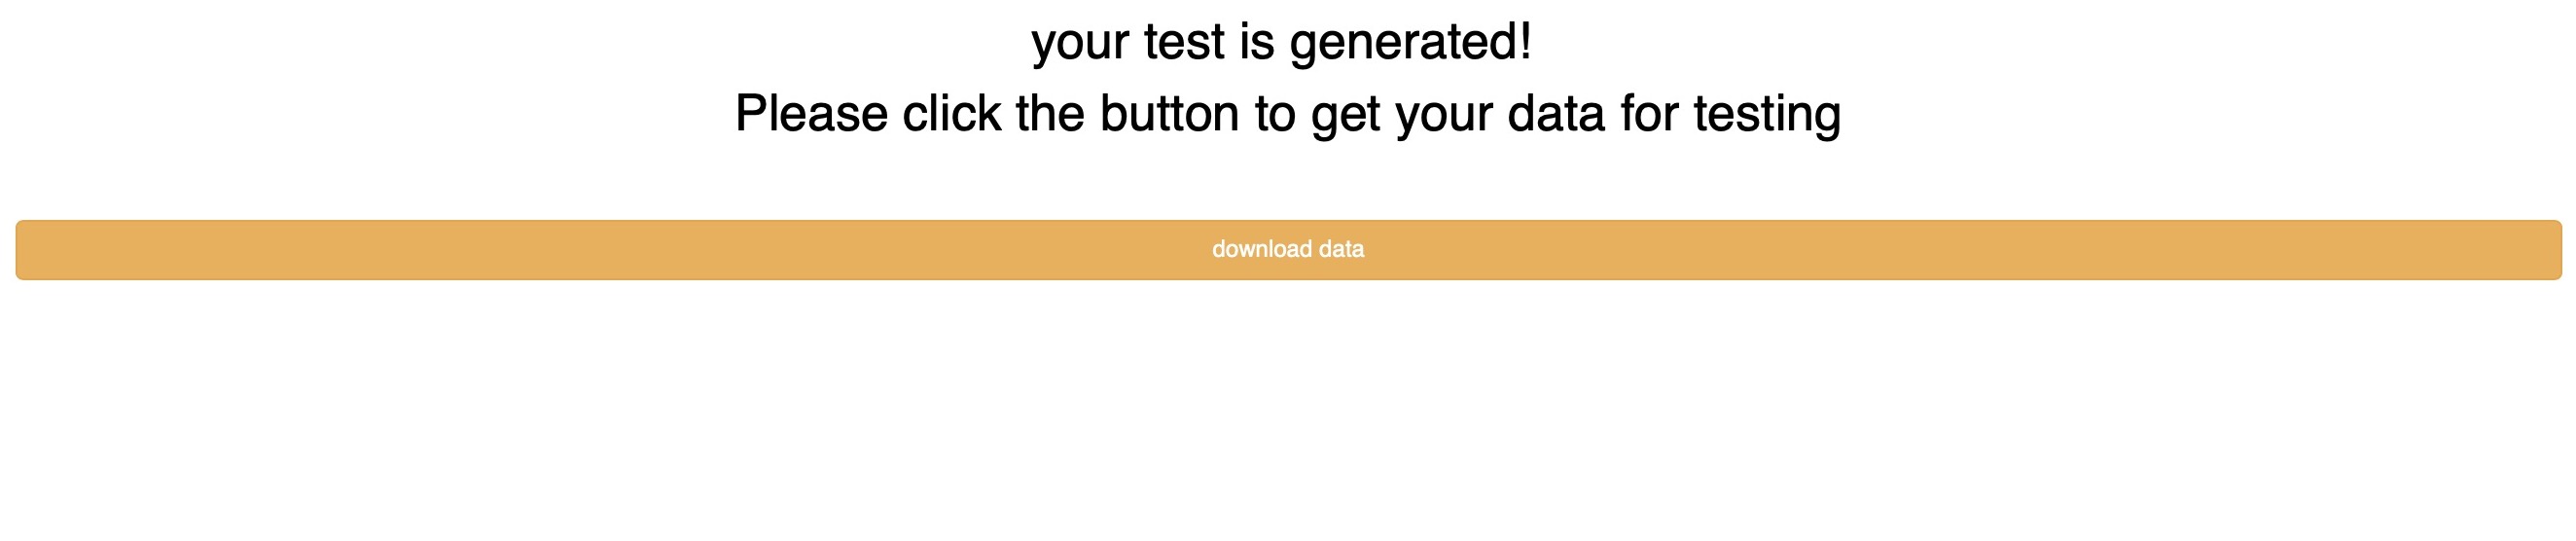 your test is generated!
Please click the button to get your data for testing
download data